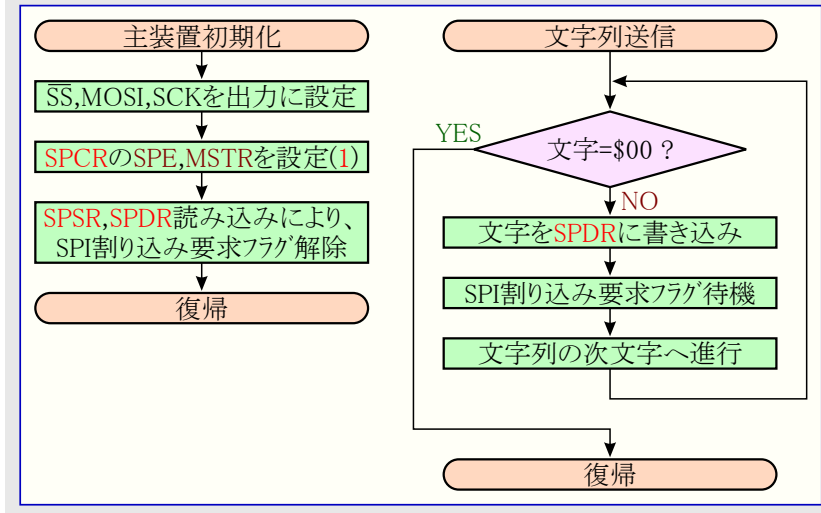 主装置初期化
S̅S̅,MOSI,SCKを出力に設定
SPCRのSPE,MSTRを設定(1)
SPSR,SPDR読み込みにより、
SPI割り込み要求フラグ解除
復帰
文字列送信
文字=$00 ?
YES
NO
文字をSPDRに書き込み
SPI割り込み要求フラグ待機
文字列の次文字へ進行
復帰